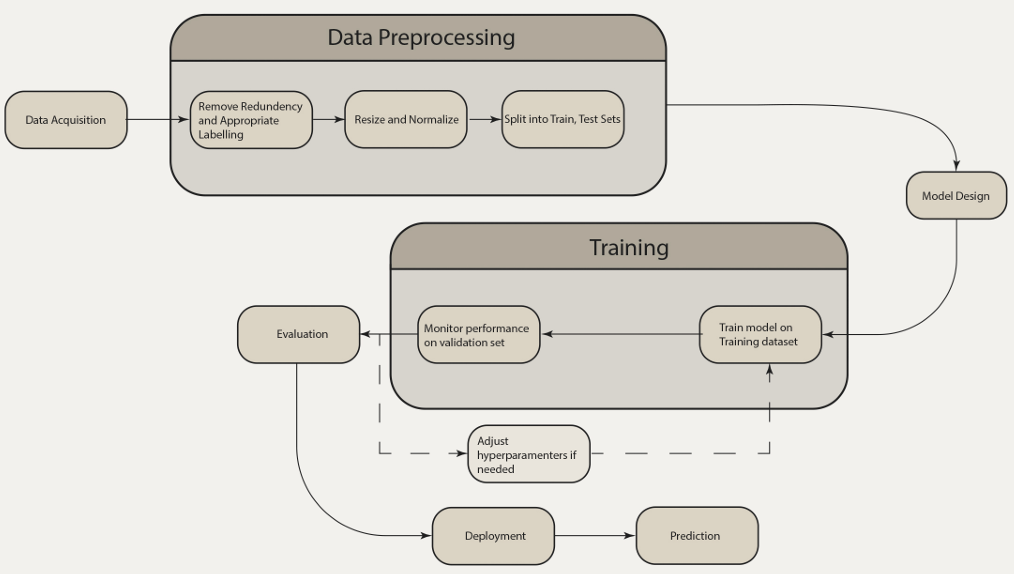 Data Preprocessing
Data Acquisition
Remove Redundency
and Appropriate
Labelling
Resize and Normalize
Split into Train, Test Sets
Model Design
Training
Train model on
Training dataset
Monitor performance
on validation set
Evaluation
Adjust
hyperparamenters if
needed
Deployment
Prediction